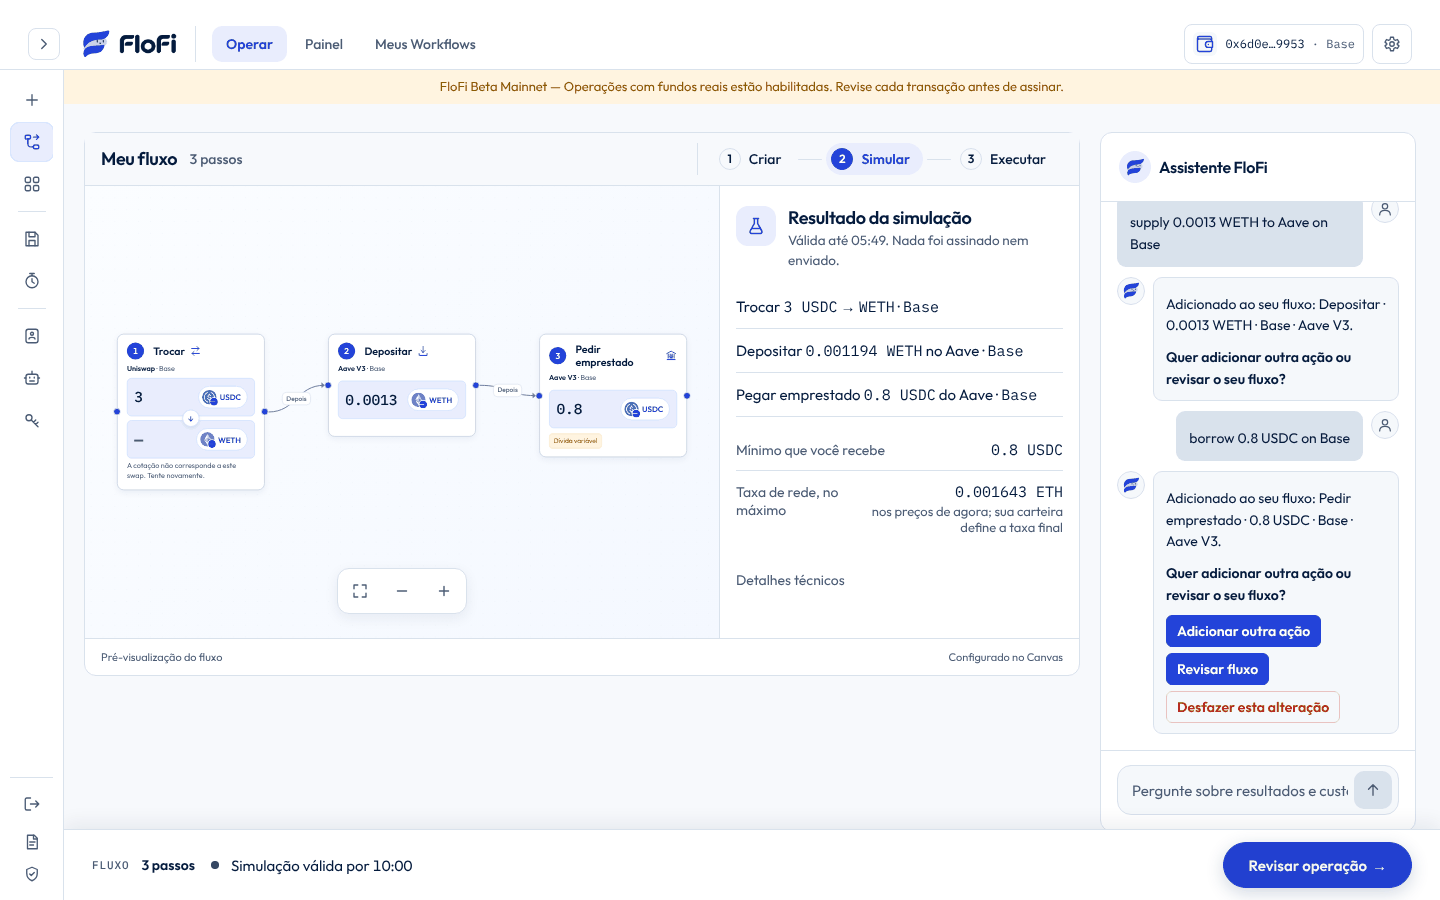 FloFi
Operar
Painel
Meus Workflows
0x6d0e…9953 · Base
FloFi Beta Mainnet — Operações com fundos reais estão habilitadas. Revise cada transação antes de assinar.
Meu fluxo 3 passos
1 Criar
2 Simular
3 Executar
1 Trocar
Uniswap · Base
3 USDC
— WETH
A cotação não corresponde a este
swap. Tente novamente.
Depois
2 Depositar
Aave V3 · Base
0.0013 WETH
Depois
3 Pedir
emprestado
Aave V3 · Base
0.8 USDC
Dívida variável
Pré-visualização do fluxo
Configurado no Canvas
Resultado da simulação
Válida até 05:49. Nada foi assinado nem
enviado.
Trocar 3 USDC → WETH·Base
Depositar 0.001194 WETH no Aave·Base
Pegar emprestado 0.8 USDC do Aave·Base
Mínimo que você recebe 0.8 USDC
Taxa de rede, no
máximo
0.001643 ETH
nos preços de agora; sua carteira
define a taxa final
Detalhes técnicos
Assistente FloFi
supply 0.0013 WETH to Aave on
Base
Adicionado ao seu fluxo: Depositar ·
0.0013 WETH · Base · Aave V3.
Quer adicionar outra ação ou
revisar o seu fluxo?
borrow 0.8 USDC on Base
Adicionado ao seu fluxo: Pedir
emprestado · 0.8 USDC · Base ·
Aave V3.
Quer adicionar outra ação ou
revisar o seu fluxo?
Adicionar outra ação
Revisar fluxo
Desfazer esta alteração
Pergunte sobre resultados e cust
FLUXO 3 passos
Simulação válida por 10:00
Revisar operação →